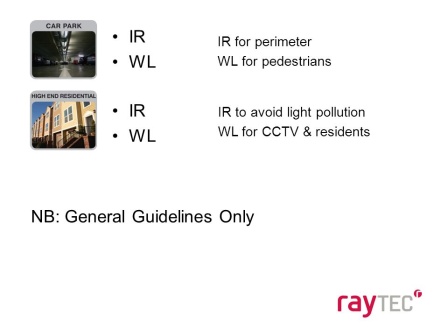 CAR PARK
• IR
• WL
IR for perimeter
WL for pedestrians
HIGH END RESIDENTIAL
• IR
• WL
IR to avoid light pollution
WL for CCTV & residents
NB: General Guidelines Only
rayTEC r